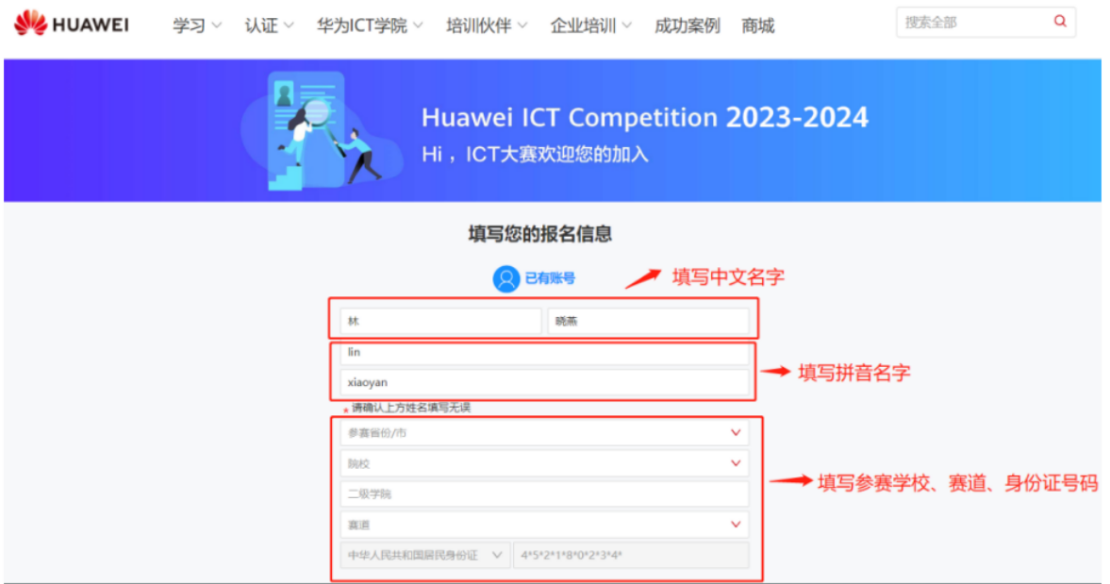 HUAWEI 学习 认证 华为ICT学院 培训伙伴 企业培训 成功案例 商城 搜索全部
Huawei ICT Competition 2023-2024
Hi，ICT大赛欢迎您的加入
填写您的报名信息
已有账号 填写中文名字
林 晓燕
lin
填写拼音名字
xiaoyan
* 请确认上方姓名填写无误
参赛省份/市
院校
填写参赛学校、赛道、身份证号码
二级学院
赛道
中华人民共和国居民身份证 4*5*2*1*8*0*2*3*4*